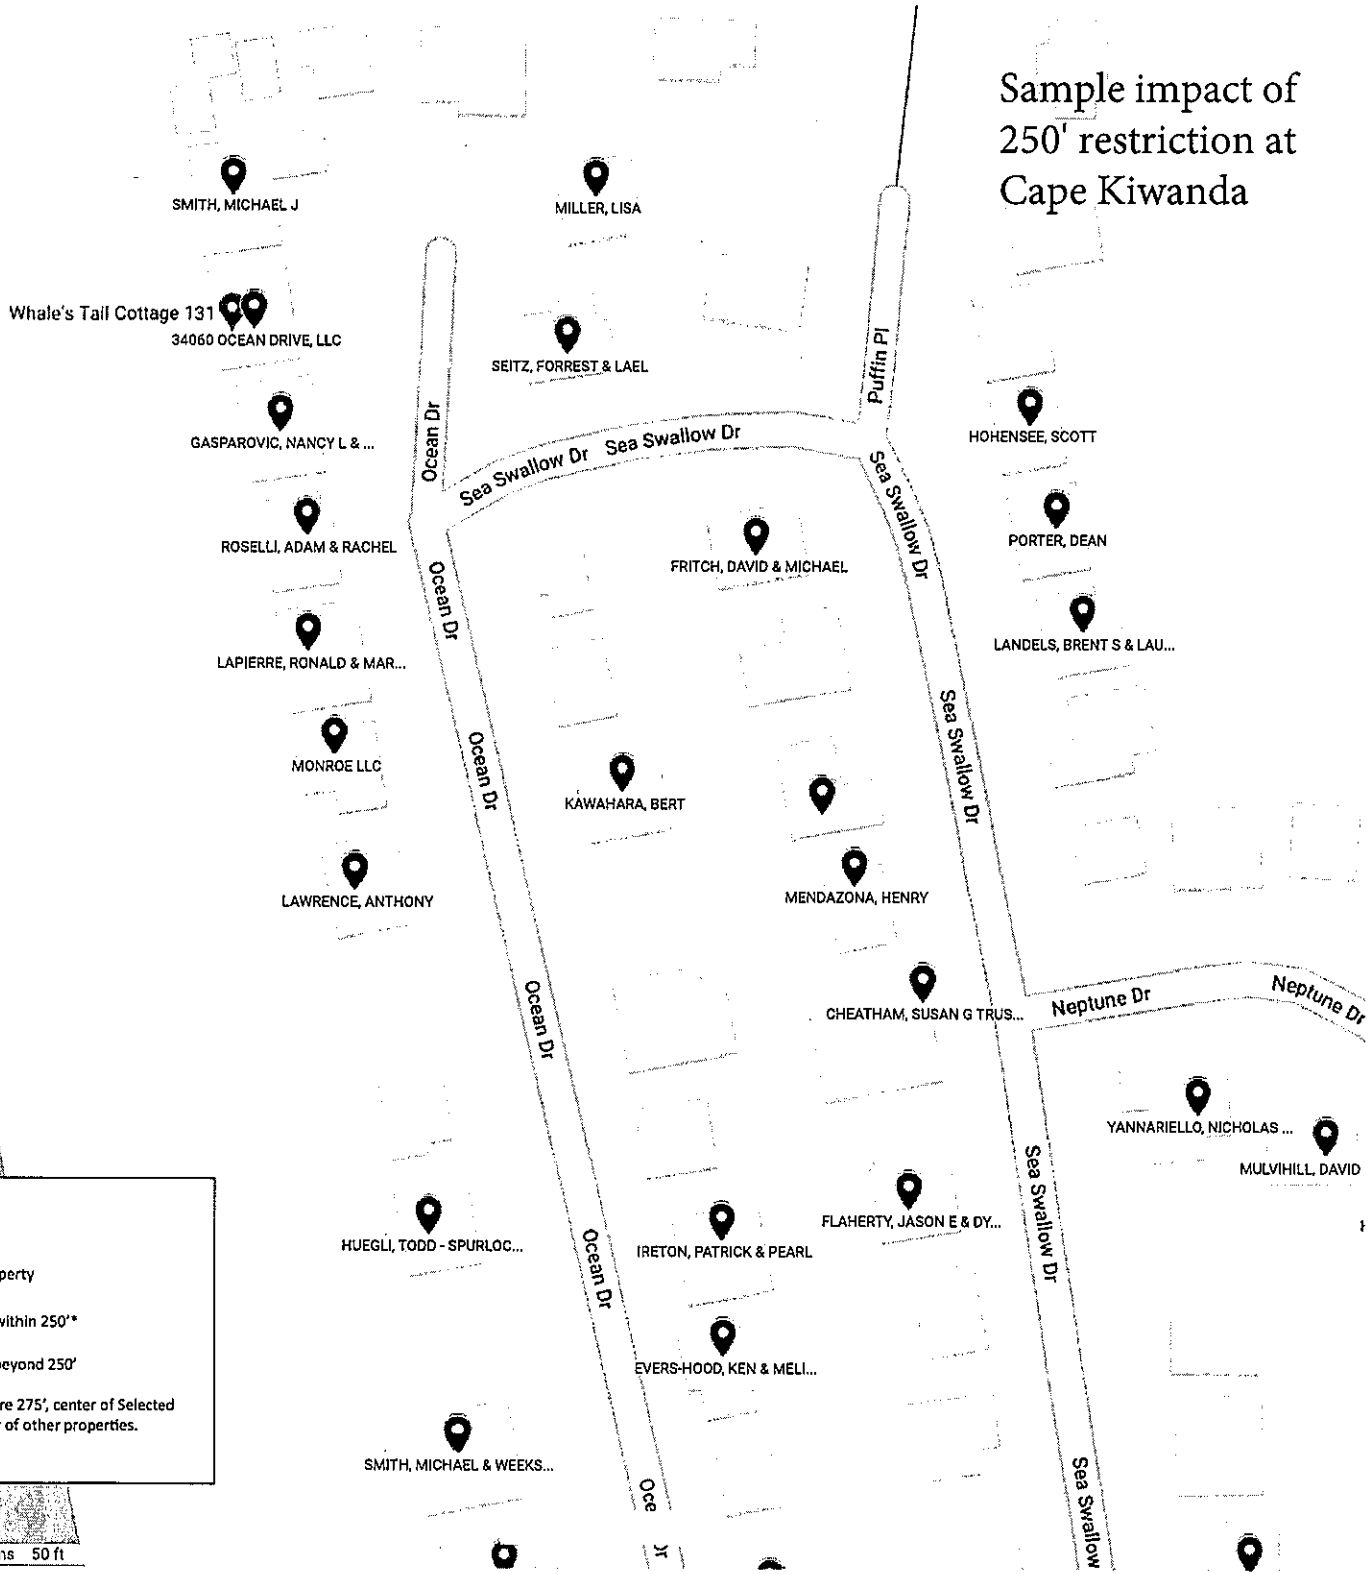 Sample impact of
250' restriction at
Cape Kiwanda
SMITH, MICHAEL J
MILLER, LISA
Whale's Tail Cottage 131
34060 OCEAN DRIVE, LLC
SEITZ, FORREST & LAEL
Puffin Pl
GASPAROVIC, NANCY L & ...
Ocean Dr
HOHENSEE, SCOTT
Sea Swallow Dr
Sea Swallow Dr
Sea Swallow Dr
ROSELLI, ADAM & RACHEL
FRITCH, DAVID & MICHAEL
PORTER, DEAN
Ocean Dr
LAPIERRE, RONALD & MAR...
LANDELS, BRENT S & LAU...
MONROE LLC
Ocean Dr
Sea Swallow Dr
KAWAHARA, BERT
LAWRENCE, ANTHONY
MENDAZONA, HENRY
Ocean Dr
CHEATHAM, SUSAN G TRUS...
Neptune Dr
Neptune Dr
YANNARIELLO, NICHOLAS ...
MULVIHILL, DAVID
Sea Swallow Dr
HUEGLI, TODD - SPURLOC...
Ocean Dr
IRETON, PATRICK & PEARL
FLAHERTY, JASON E & DY...
perty
within 250'*
beyond 250'
EVERS-HOOD, KEN & MELI...
re 275', center of Selected
r of other properties.
SMITH, MICHAEL & WEEKS...
Oce
Sea Swallow
ns 50 ft